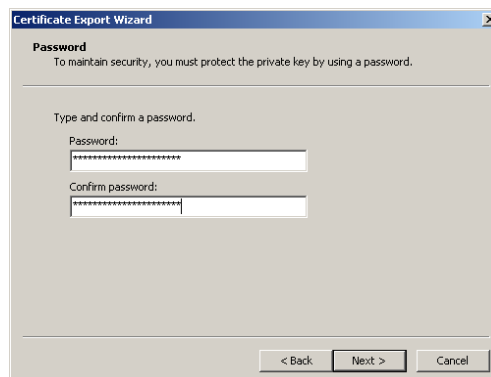 Certificate Export Wizard
Password
To maintain security, you must protect the private key by using a password.
Type and confirm a password.
Password:
**********************
Confirm password:
**********************
< Back
Next >
Cancel